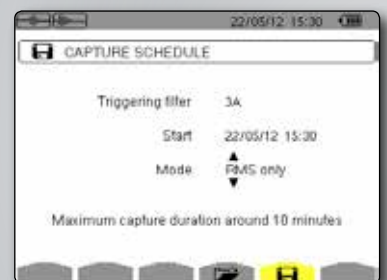 22/05/12 15:30
CAPTURE SCHEDULE
Triggering filter 3A
Start 22/05/12 15:30
Mode RMS only
Maximum capture duration around 10 minutes